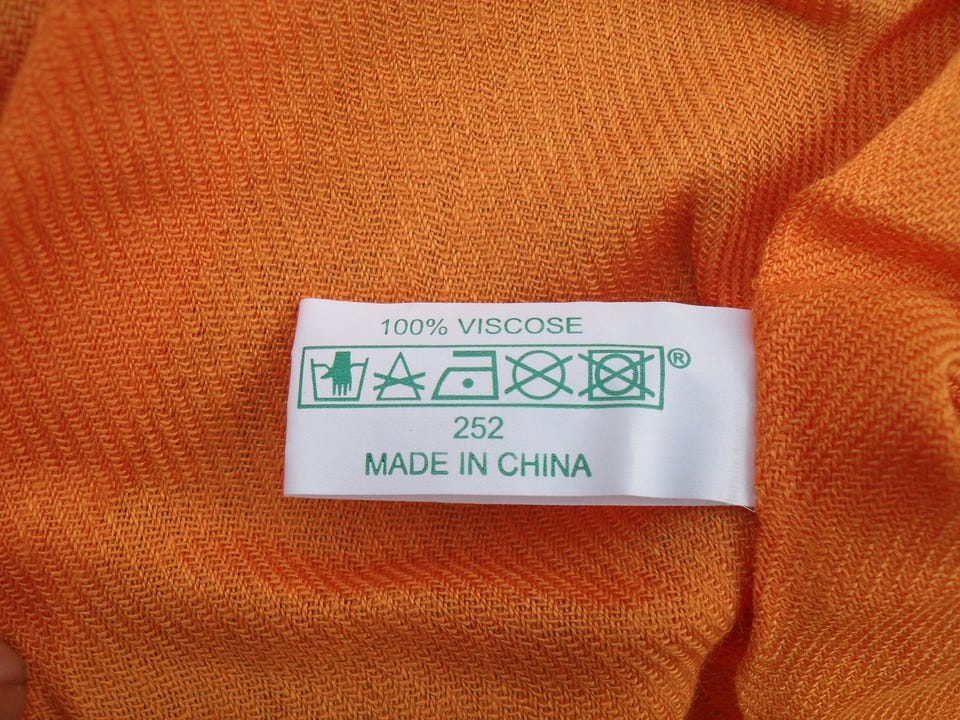 100% VISCOSE
®
252
MADE IN CHINA